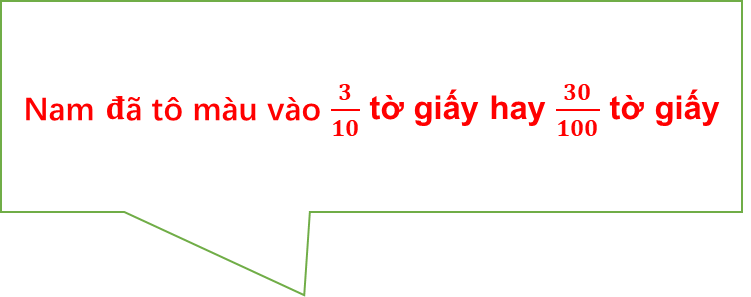 Nam đã tô màu vào 3/10 tờ giấy hay 30/100 tờ giấy